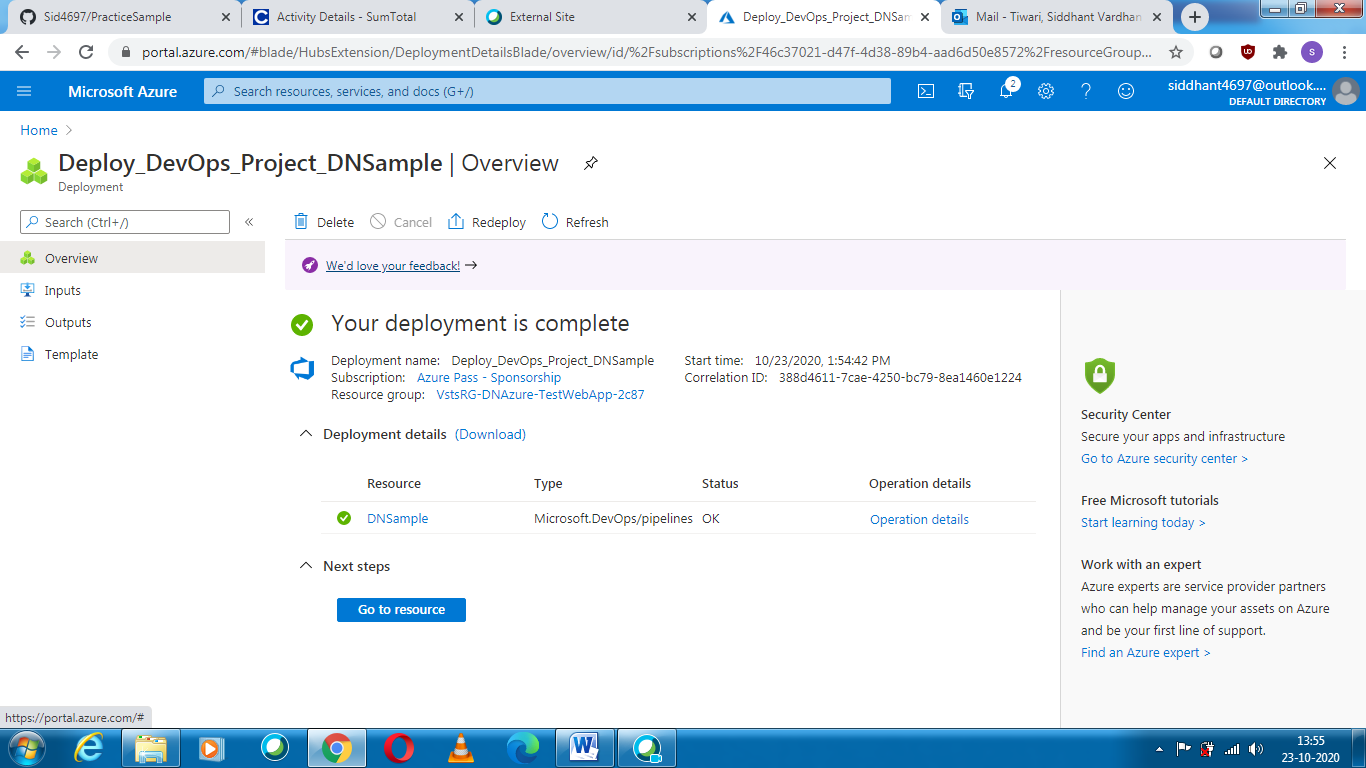 Sid4697/PracticeSample
Activity Details - SumTotal
External Site
Deploy_DevOps_Project_DNSam
Mail - Tiwari, Siddhant Vardhan
portal.azure.com/#blade/HubsExtension/DeploymentDetailsBlade/overview/id/%2Fsubscriptions%2F46c37021-d47f-4d38-89b4-aad6d50e8572%2FresourceGroup...
S
Microsoft Azure
Search resources, services, and docs (G+/)
2
siddhant4697@outlook....
DEFAULT DIRECTORY
Home
Deploy_DevOps_Project_DNSample | Overview
Deployment
Search (Ctrl+/)
«
Delete
Cancel
Redeploy
Refresh
Overview
Inputs
Outputs
Template
We'd love your feedback! →
Your deployment is complete
Deployment name: Deploy_DevOps_Project_DNSample
Subscription: Azure Pass - Sponsorship
Resource group: VstsRG-DNAzure-TestWebApp-2c87
Start time: 10/23/2020, 1:54:42 PM
Correlation ID: 388d4611-7cae-4250-bc79-8ea1460e1224
Deployment details (Download)
Resource Type Status Operation details
DNSample Microsoft.DevOps/pipelines OK Operation details
Next steps
Go to resource
Security Center
Secure your apps and infrastructure
Go to Azure security center >
Free Microsoft tutorials
Start learning today >
Work with an expert
Azure experts are service provider partners
who can help manage your assets on Azure
and be your first line of support.
Find an Azure expert >
https://portal.azure.com/#
13:55
23-10-2020